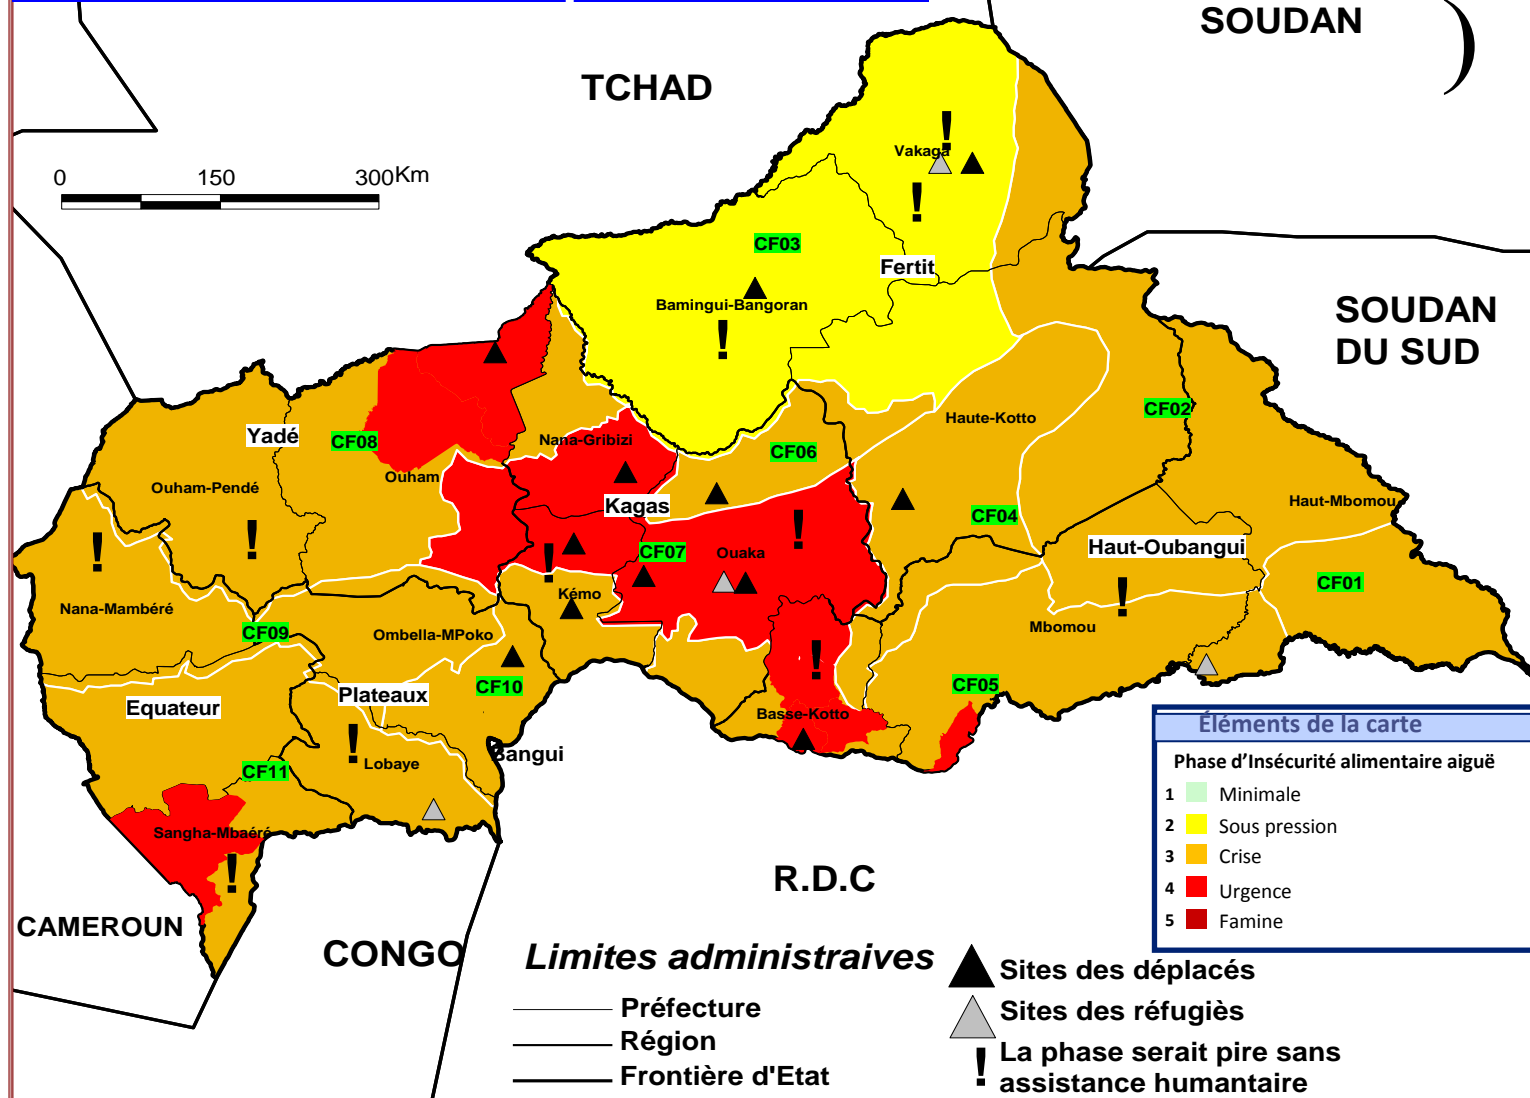 SOUDAN
TCHAD
0 150 300Km
Vakaga
CF03
Fertit
Bamingui-Bangoran
SOUDAN
DU SUD
Haute-Kotto
CF02
Yadé
CF08
Nana-Gribizi
CF06
Ouham
Ouham-Pendé
Kagas
Haut-Mbomou
CF04
CF07
Ouaka
Haut-Oubangui
CF01
Kémo
Nana-Mambéré
CF09
Ombella-MPoko
Mbomou
CF10
CF05
Plateaux
Equateur
Basse-Kotto
Bangui
Lobaye
CF11
Sangha-Mbaéré
Éléments de la carte
Phase d’Insécurité alimentaire aiguë
1 Minimale
2 Sous pression
3 Crise
4 Urgence
5 Famine
R.D.C
CAMEROUN
CONGO
Limites administraives
Préfecture
Région
Frontière d'Etat
Sites des déplacés
Sites des réfugiès
! La phase serait pire sans
assistance humantaire